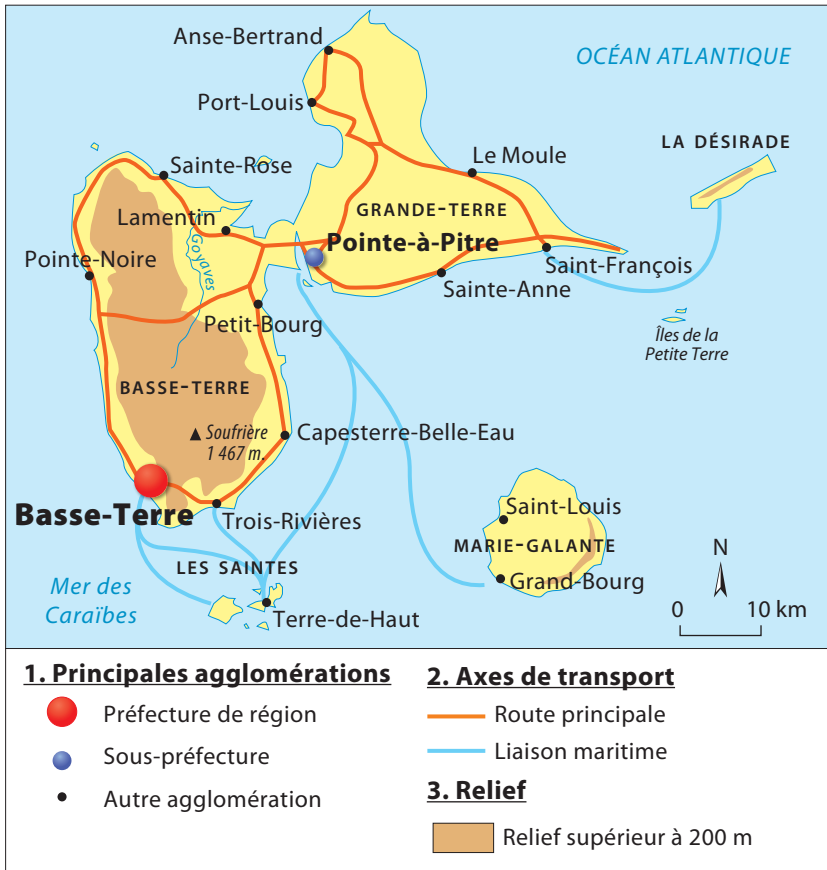 Anse-Bertrand
OCÉAN ATLANTIQUE
Port-Louis
LA DÉSIRADE
Le Moule
Sainte-Rose
GRANDE-TERRE
Lamentin
Pointe-à-Pitre
Goyaves
Pointe-Noire
Saint-François
Sainte-Anne
Petit-Bourg
Îles de la
Petite Terre
BASSE-TERRE
Soufrière
1 467 m.
Capesterre-Belle-Eau
Basse-Terre
Trois-Rivières
Saint-Louis
MARIE-GALANTE
Grand-Bourg
N
LES SAINTES
Mer des
Caraïbes
Terre-de-Haut
0 10 km
1. Principales agglomérations
Préfecture de région
Sous-préfecture
Autre agglomération
2. Axes de transport
Route principale
Liaison maritime
3. Relief
Relief supérieur à 200 m